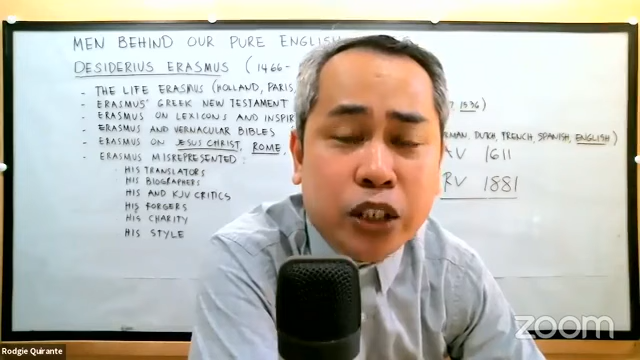 MEN BEHIND OUR PURE ENGLISH
DESIDERIUS ERASMUS (1466-
- THE LIFE ERASMUS (HOLLAND, PARIS,
- ERASMUS' GREEK NEW TESTAMENT 1536)
- ERASMUS ON LEXICONS AND INSPIR
- ERASMUS AND VERNACULAR BIBLES DUTCH, FRENCH, SPANISH, ENGLISH)
- ERASMUS ON JESUS CHRIST, ROME, AV 1611
- ERASMUS MISREPRESENTED: RV 1881
HIS TRANSLATORS
HIS BIOGRAPHERS
HIS AND KJV CRITICS
HIS FORGERS
HIS CHARITY
HIS STYLE
zoom
Rodgie Quirante